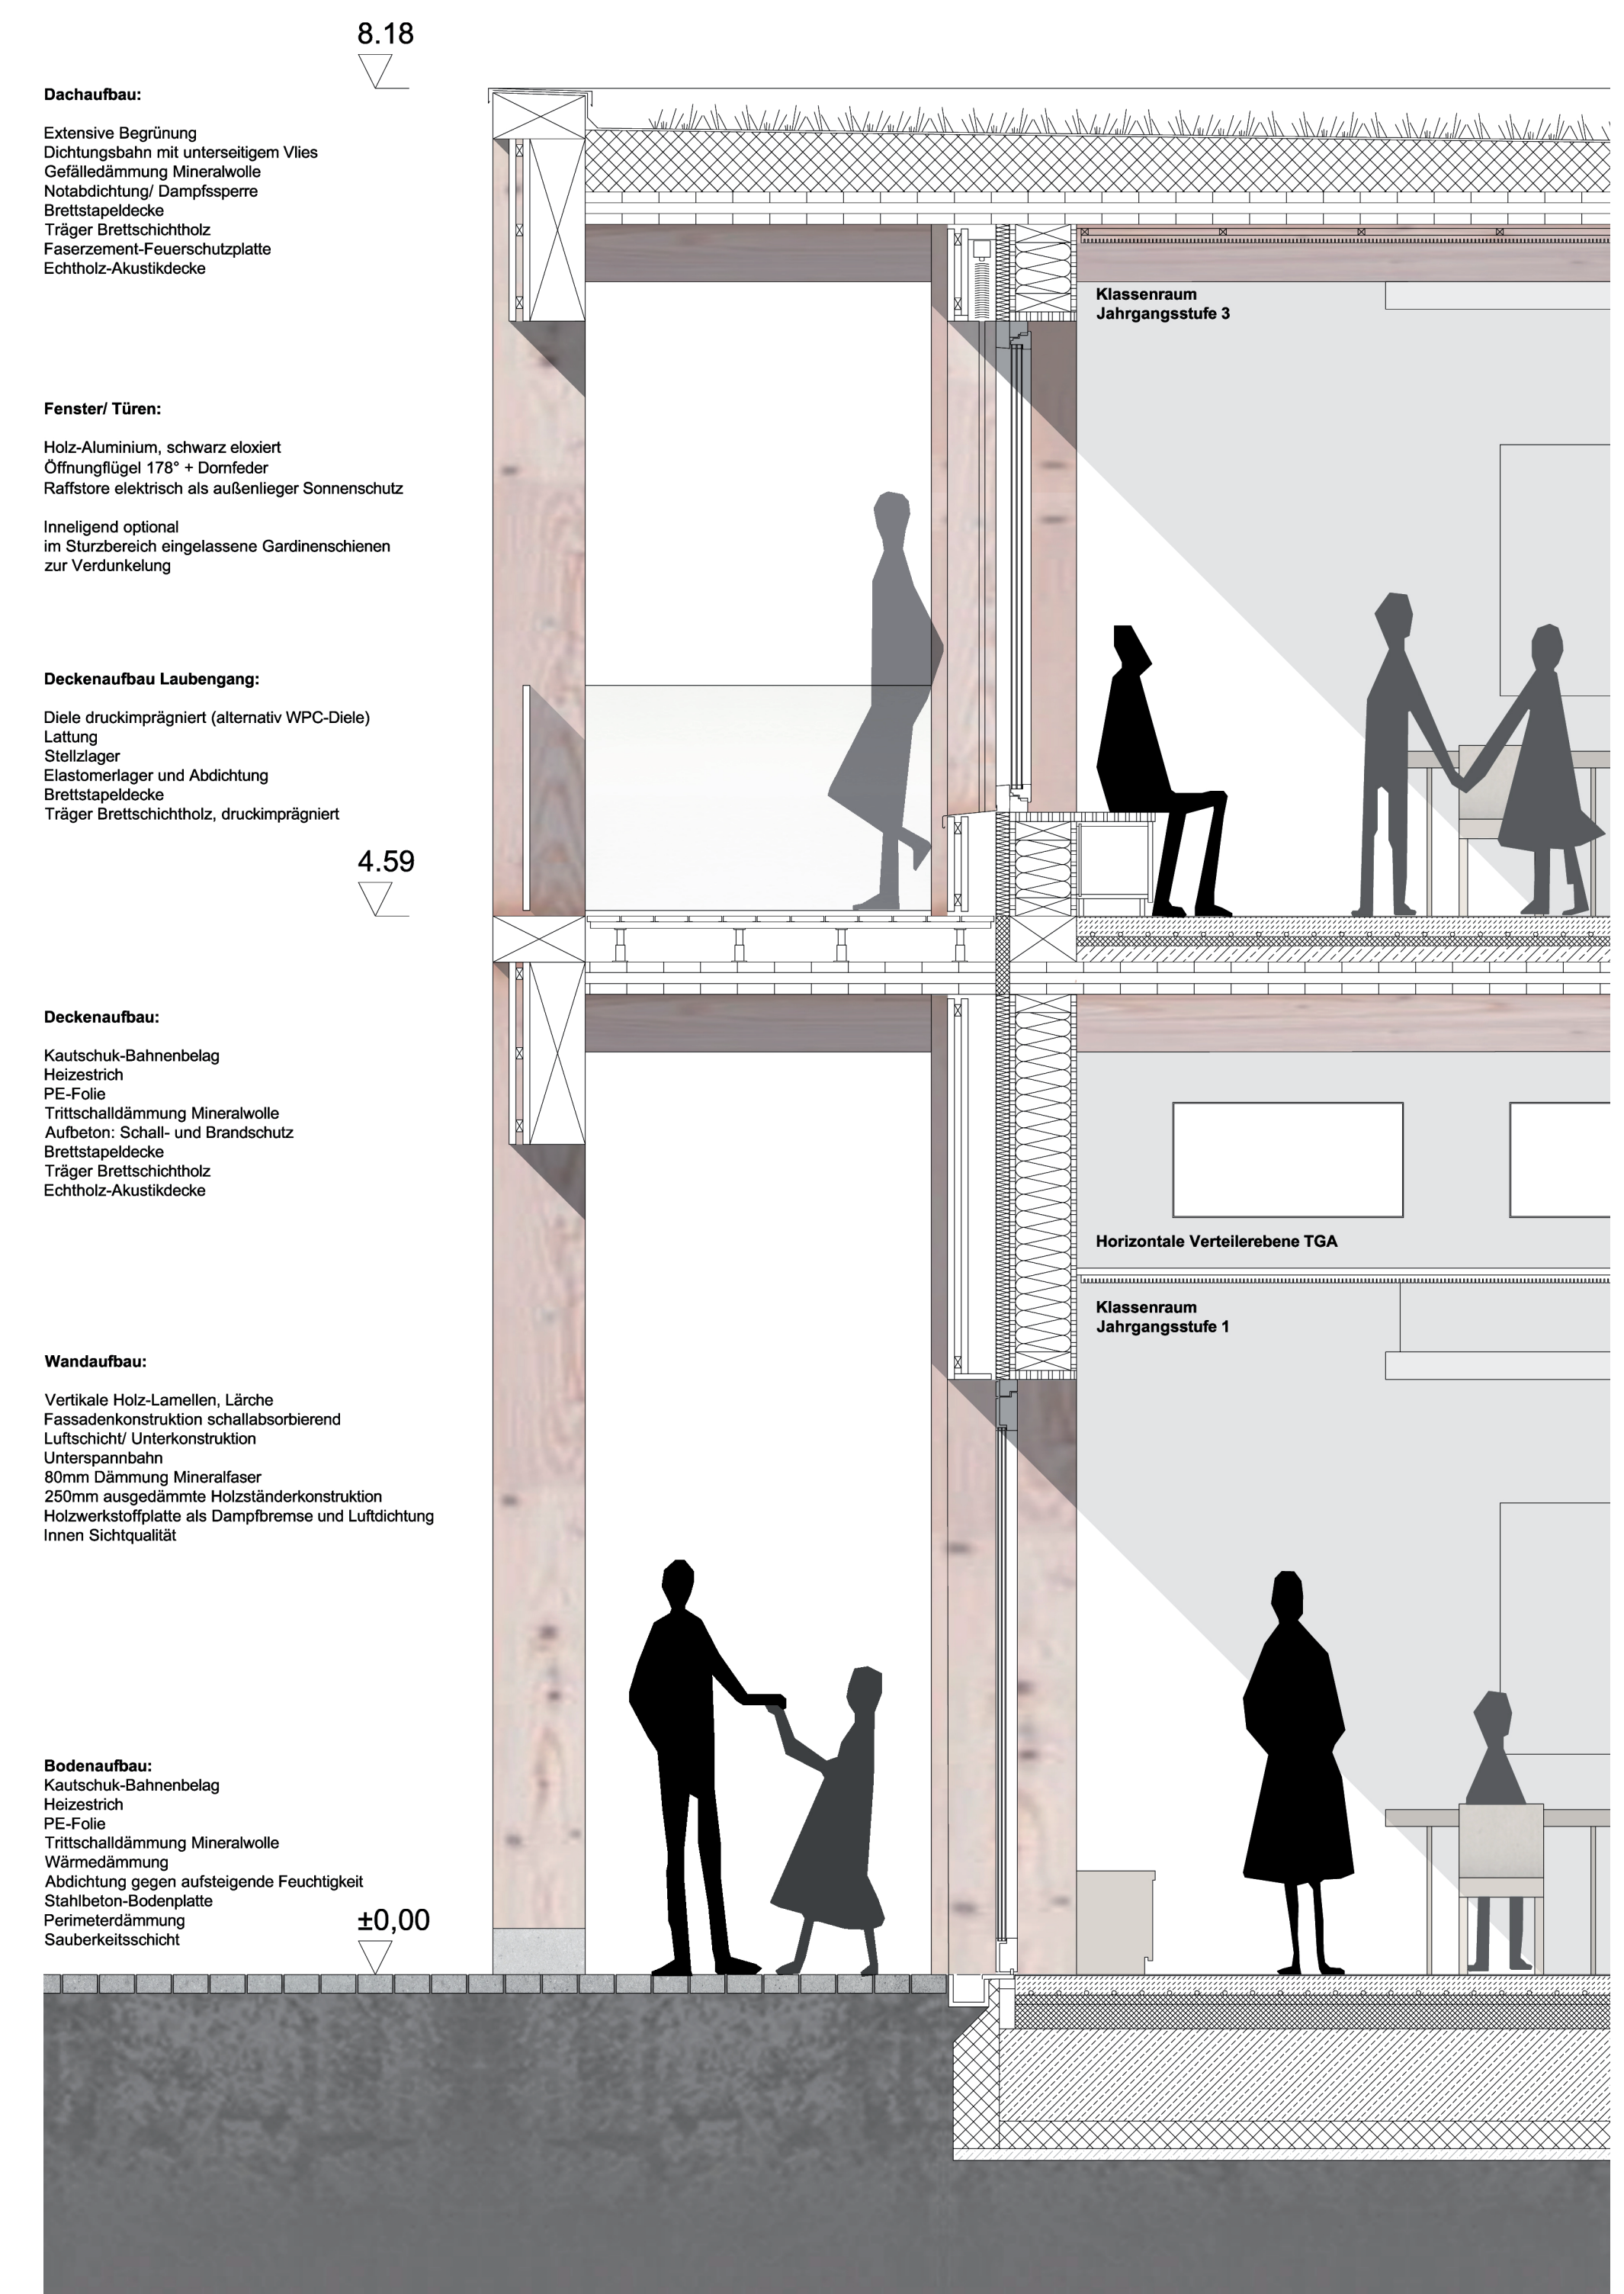 8.18
Dachaufbau:
Extensive Begrünung
Dichtungsbahn mit unterseitigem Vlies
Gefälledämmung Mineralwolle
Notabdichtung/ Dampfssperre
Brettstapeldecke
Träger Brettschichtholz
Faserzement-Feuerschutzplatte
Echtholz-Akustikdecke
Klassenraum
Jahrgangsstufe 3
Fenster/ Türen:
Holz-Aluminium, schwarz eloxiert
Öffnungflügel 178° + Dornfeder
Raffstore elektrisch als außenlieger Sonnenschutz
Inneligend optional
im Sturzbereich eingelassene Gardinenschienen
zur Verdunkelung
Deckenaufbau Laubengang:
Diele druckimprägniert (alternativ WPC-Diele)
Lattung
Stellzlager
Elastomerlager und Abdichtung
Brettstapeldecke
Träger Brettschichtholz, druckimprägniert
4.59
Deckenaufbau:
Kautschuk-Bahnenbelag
Heizestrich
PE-Folie
Trittschalldämmung Mineralwolle
Aufbeton: Schall- und Brandschutz
Brettstapeldecke
Träger Brettschichtholz
Echtholz-Akustikdecke
Horizontale Verteilerebene TGA
Klassenraum
Jahrgangsstufe 1
Wandaufbau:
Vertikale Holz-Lamellen, Lärche
Fassadenkonstruktion schallabsorbierend
Luftschicht/ Unterkonstruktion
Unterspannbahn
80mm Dämmung Mineralfaser
250mm ausgedämmte Holzständerkonstruktion
Holzwerkstoffplatte als Dampfbremse und Luftdichtung
Innen Sichtqualität
Bodenaufbau:
Kautschuk-Bahnenbelag
Heizestrich
PE-Folie
Trittschalldämmung Mineralwolle
Wärmedämmung
Abdichtung gegen aufsteigende Feuchtigkeit
Stahlbeton-Bodenplatte
Perimeterdämmung
Sauberkeitsschicht
±0,00